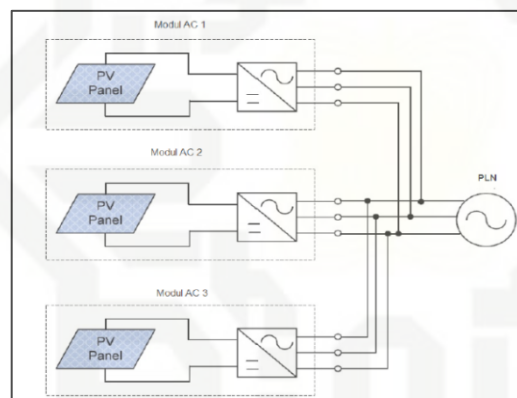 Modul AC 1
PV
Panel
Modul AC 2
PLN
PV
Panel
Modul AC 3
PV
Panel